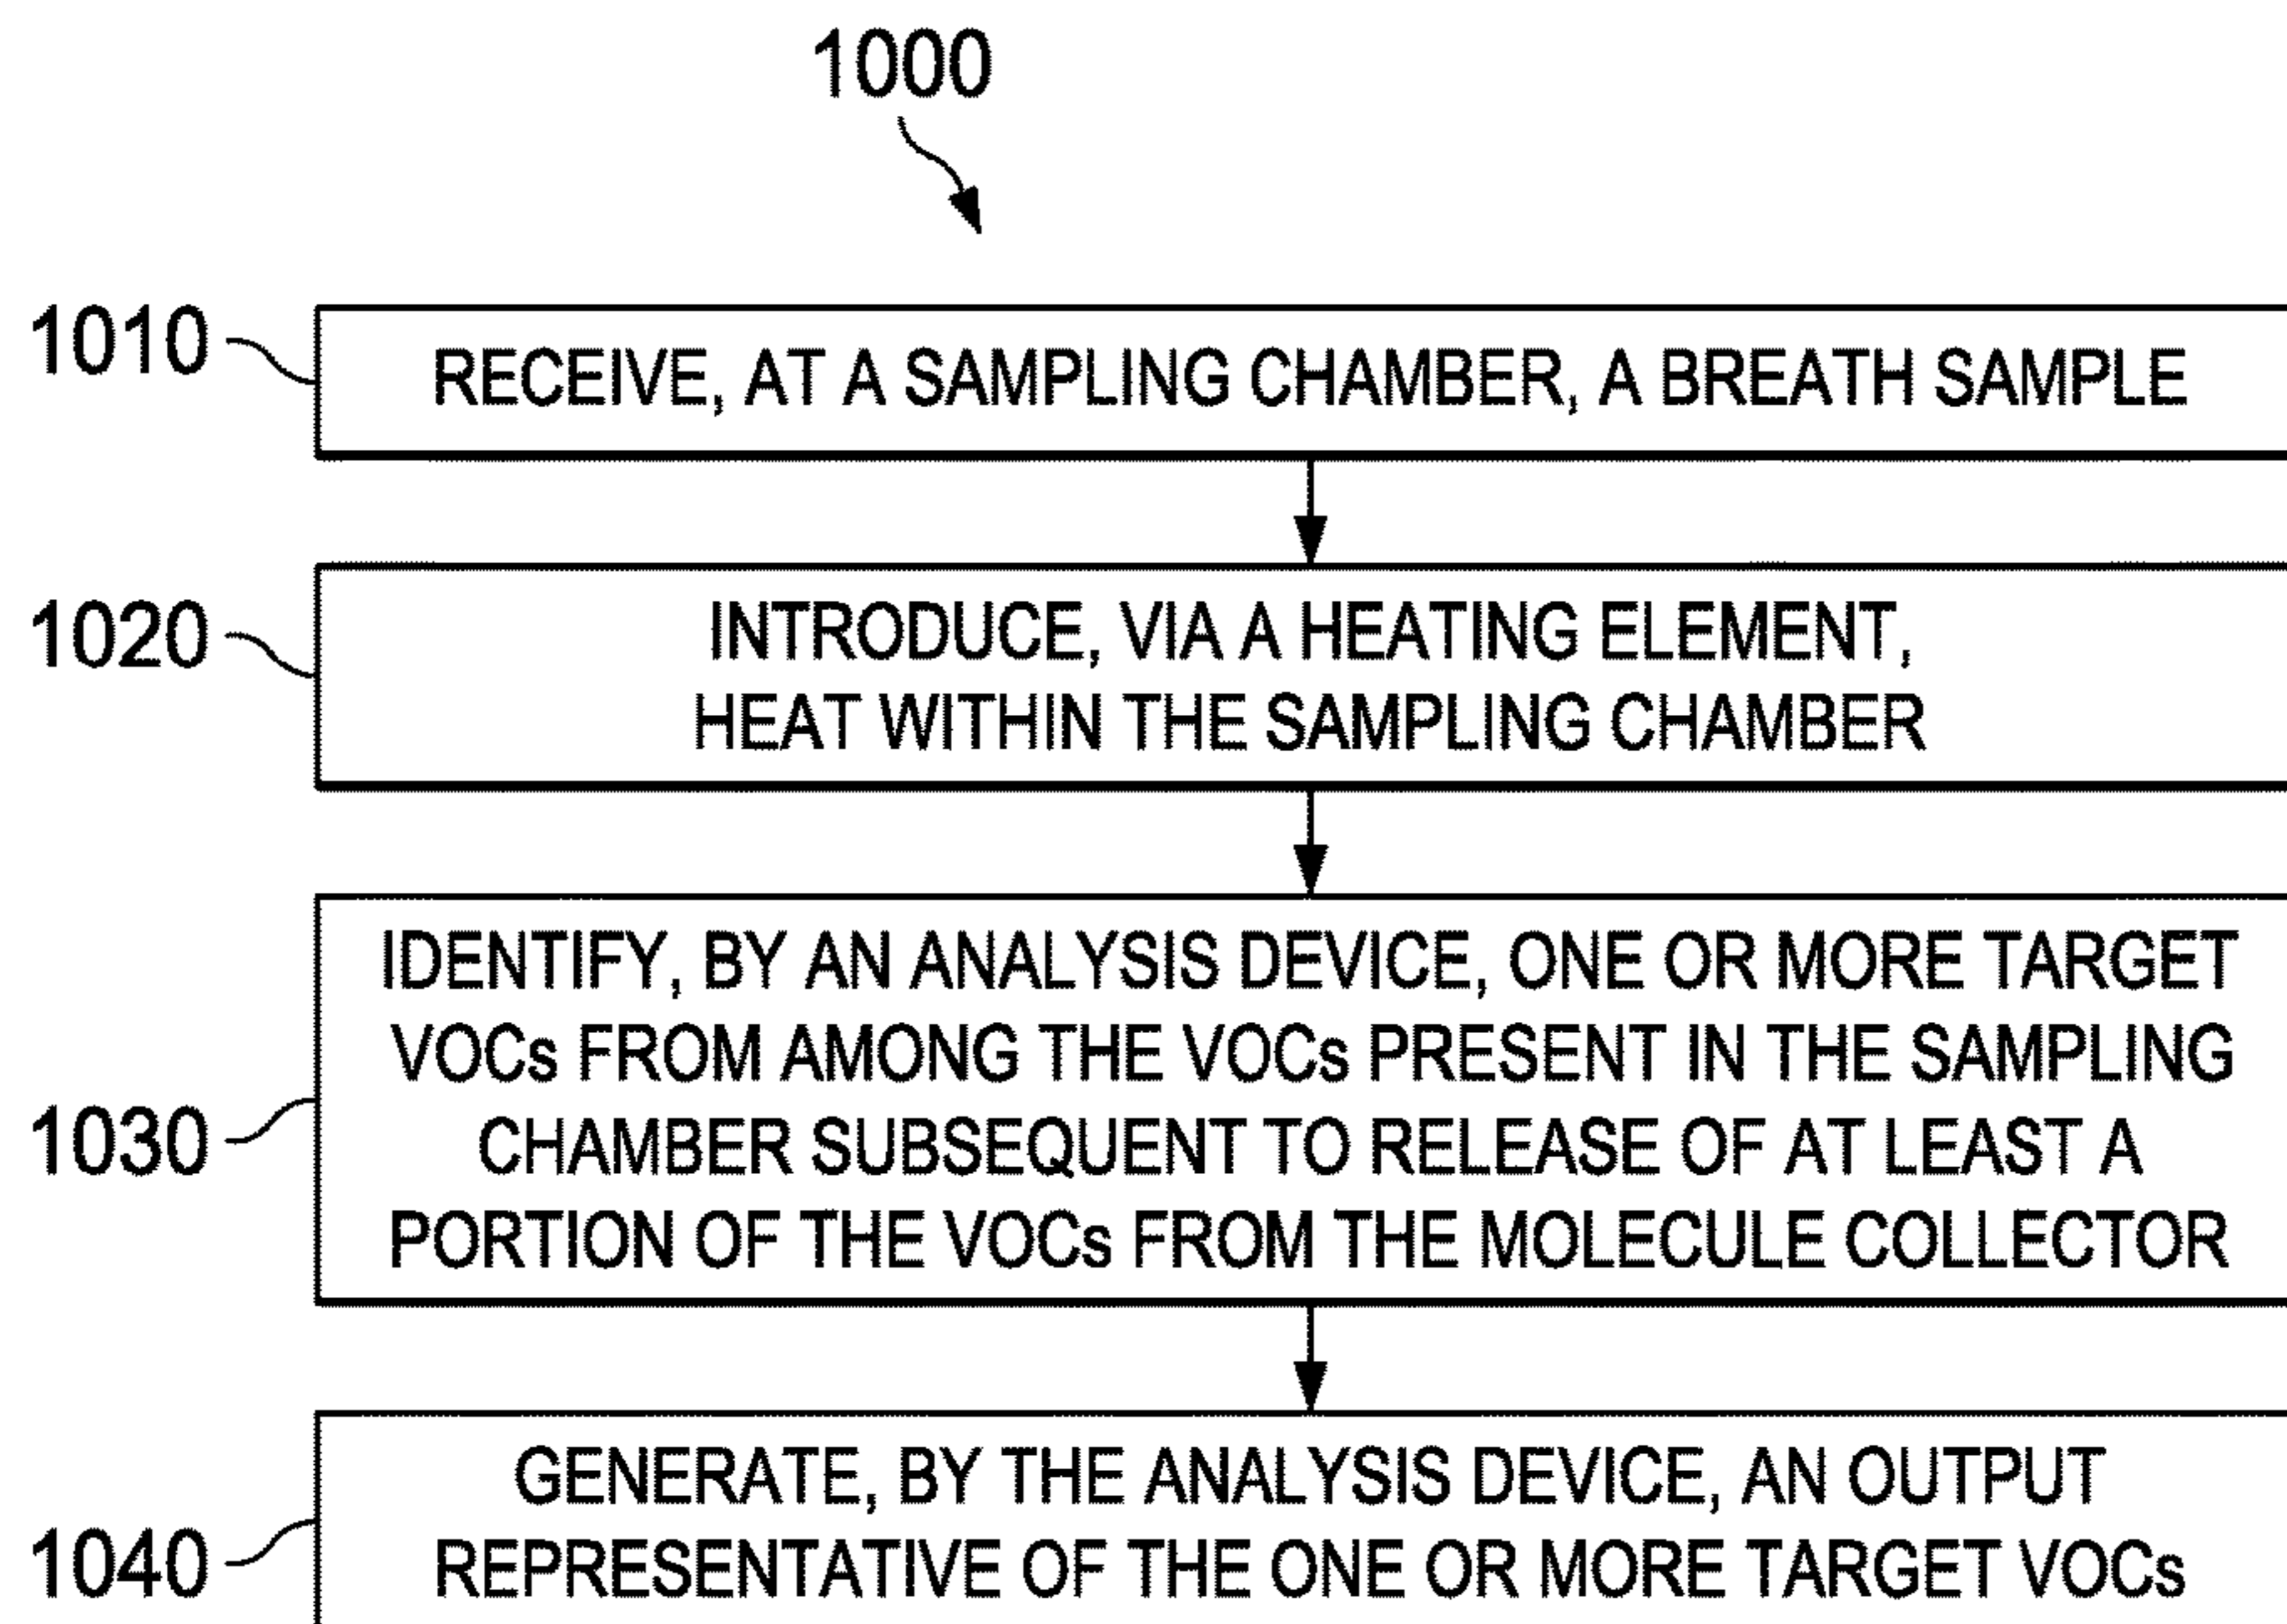 1000
1010
RECEIVE, AT A SAMPLING CHAMBER, A BREATH SAMPLE
1020
INTRODUCE, VIA A HEATING ELEMENT,
HEAT WITHIN THE SAMPLING CHAMBER
1030
IDENTIFY, BY AN ANALYSIS DEVICE, ONE OR MORE TARGET
VOCs FROM AMONG THE VOCs PRESENT IN THE SAMPLING
CHAMBER SUBSEQUENT TO RELEASE OF AT LEAST A
PORTION OF THE VOCs FROM THE MOLECULE COLLECTOR
1040
GENERATE, BY THE ANALYSIS DEVICE, AN OUTPUT
REPRESENTATIVE OF THE ONE OR MORE TARGET VOCs